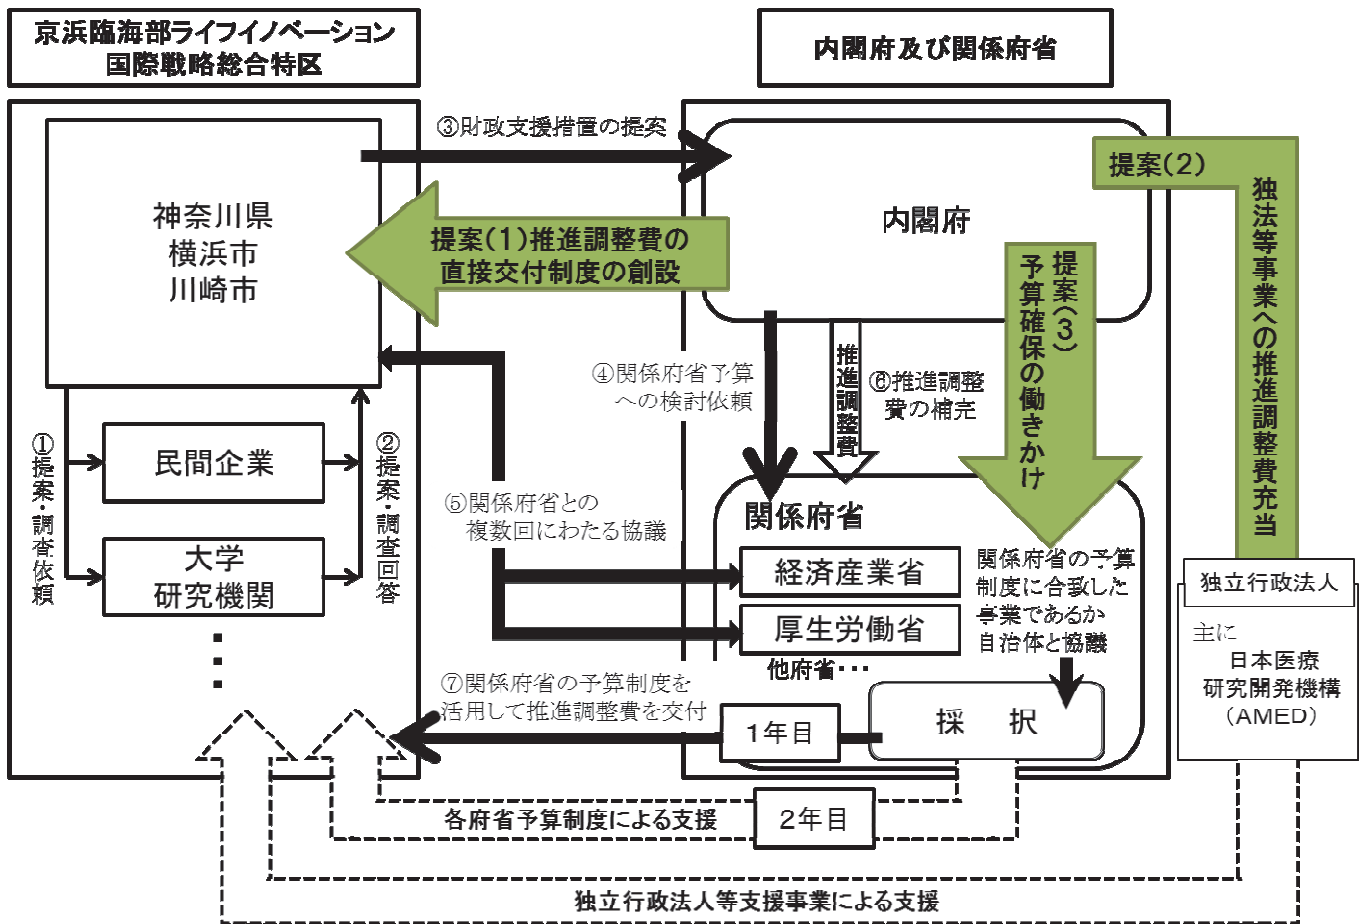 京浜臨海部ライフイノベーション
国際戦略総合特区
内閣府及び関係府省
③財政支援措置の提案
神奈川県
横浜市
川崎市
提案(1)推進調整費の
直接交付制度の創設
内閣府
提案(2)
独法等事業への推進調整費充当
提案(3)
予算確保の働きかけ
④関係府省予算
への検討依頼
推進調整費
⑥推進調整
費の補完
①提案・調査依頼
民間企業
大学
研究機関
②提案・調査回答
⑤関係府省との
複数回にわたる協議
関係府省
経済産業省
厚生労働省
他府省・・・
関係府省の予算
制度に合致した
事業であるか
自治体と協議
独立行政法人
主に
日本医療
研究開発機構
(AMED)
⑦関係府省の予算制度を
活用して推進調整費を交付
1年目
採 択
各府省予算制度による支援
2年目
独立行政法人等支援事業による支援